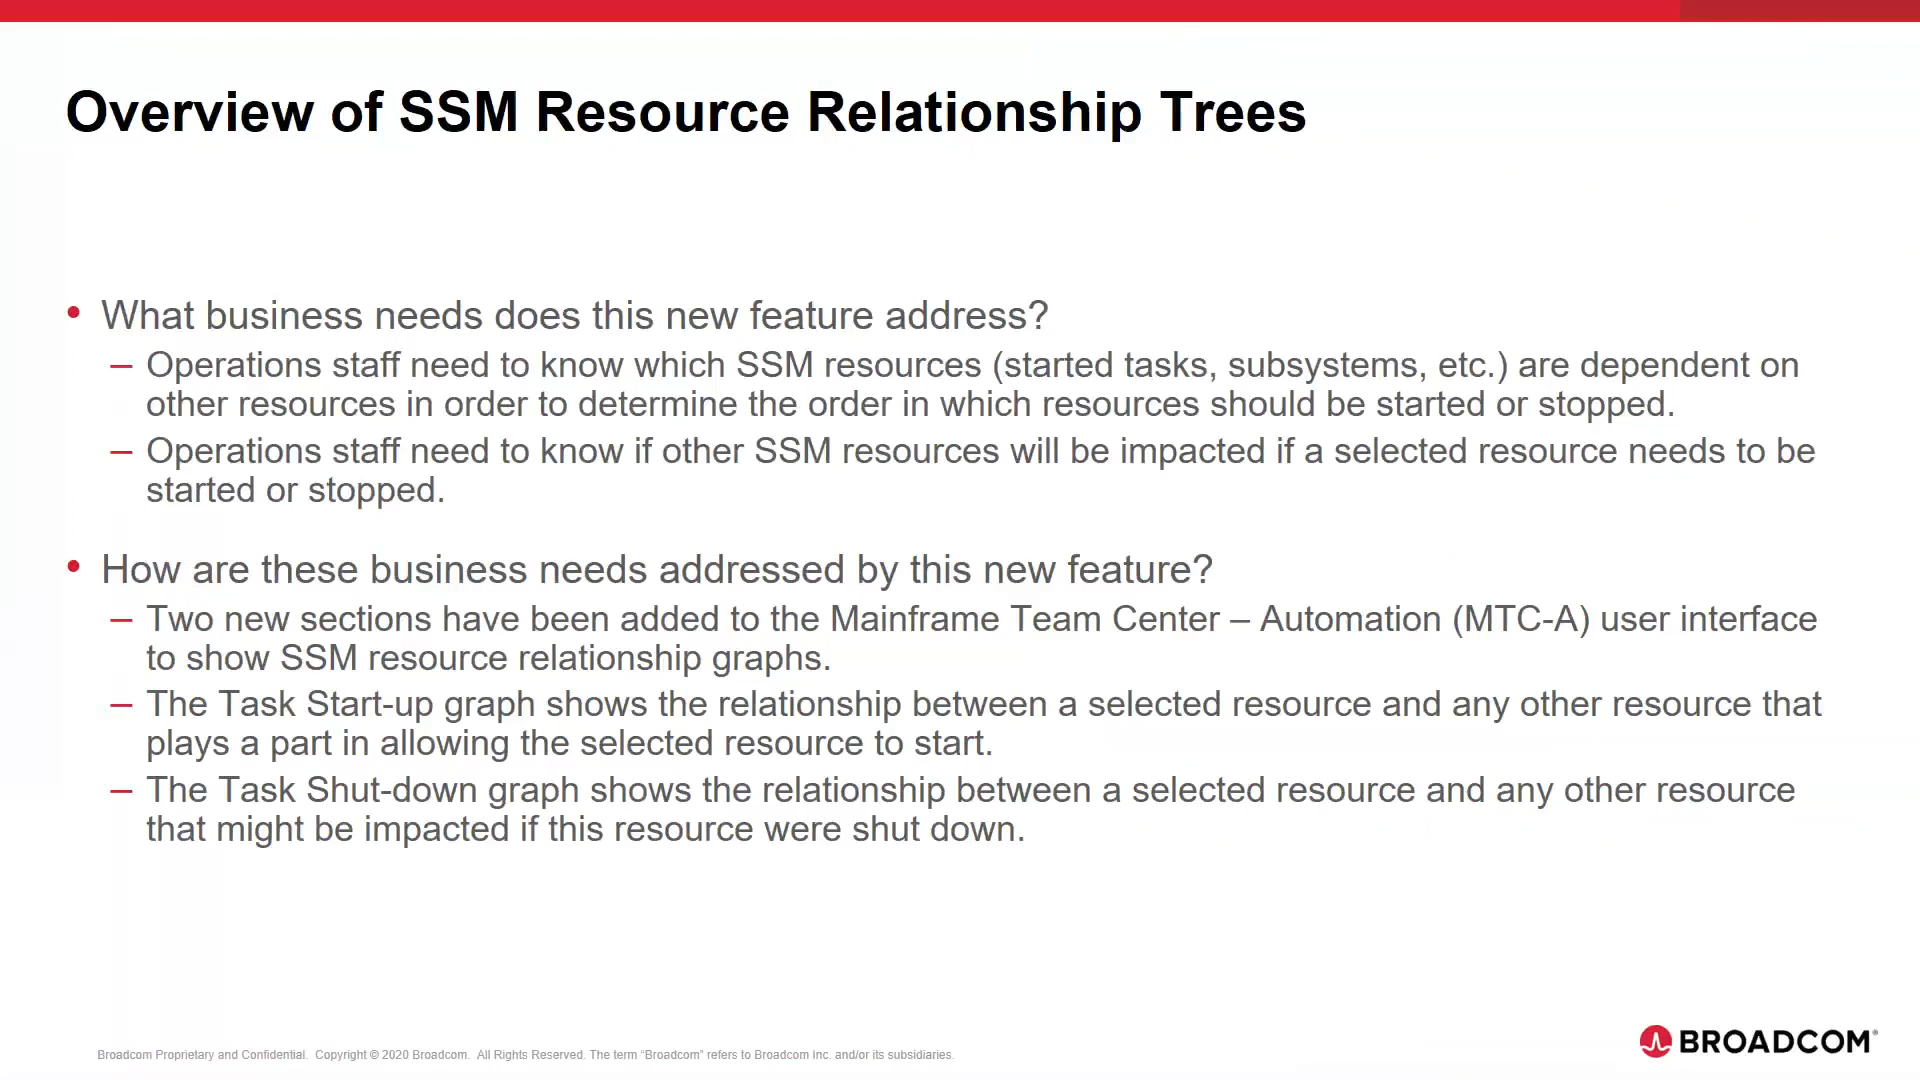 Overview of SSM Resource Relationship Trees
• What business needs does this new feature address?
– Operations staff need to know which SSM resources (started tasks, subsystems, etc.) are dependent on
other resources in order to determine the order in which resources should be started or stopped.
– Operations staff need to know if other SSM resources will be impacted if a selected resource needs to be
started or stopped.
• How are these business needs addressed by this new feature?
– Two new sections have been added to the Mainframe Team Center – Automation (MTC-A) user interface
to show SSM resource relationship graphs.
– The Task Start-up graph shows the relationship between a selected resource and any other resource that
plays a part in allowing the selected resource to start.
– The Task Shut-down graph shows the relationship between a selected resource and any other resource
that might be impacted if this resource were shut down.
Broadcom Proprietary and Confidential. Copyright © 2020 Broadcom. All Rights Reserved. The term “Broadcom” refers to Broadcom Inc. and/or its subsidiaries.
BROADCOM®